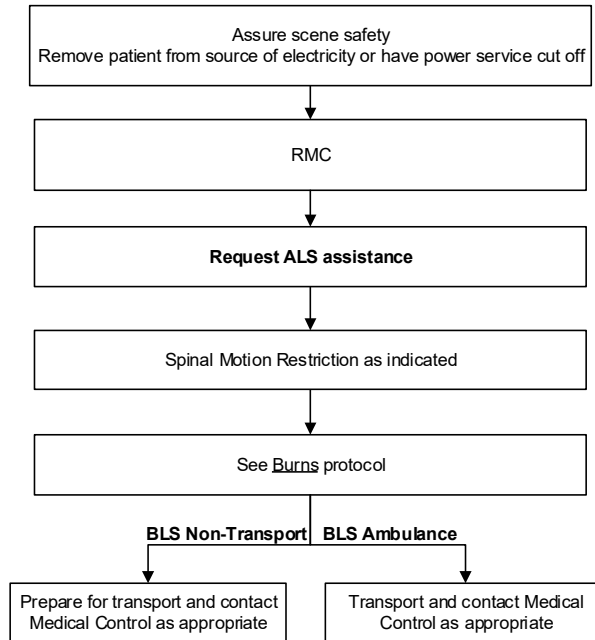 Assure scene safety
Remove patient from source of electricity or have power service cut off
RMC
Request ALS assistance
Spinal Motion Restriction as indicated
See Burns protocol
BLS Non-Transport
BLS Ambulance
Prepare for transport and contact
Medical Control as appropriate
Transport and contact Medical
Control as appropriate